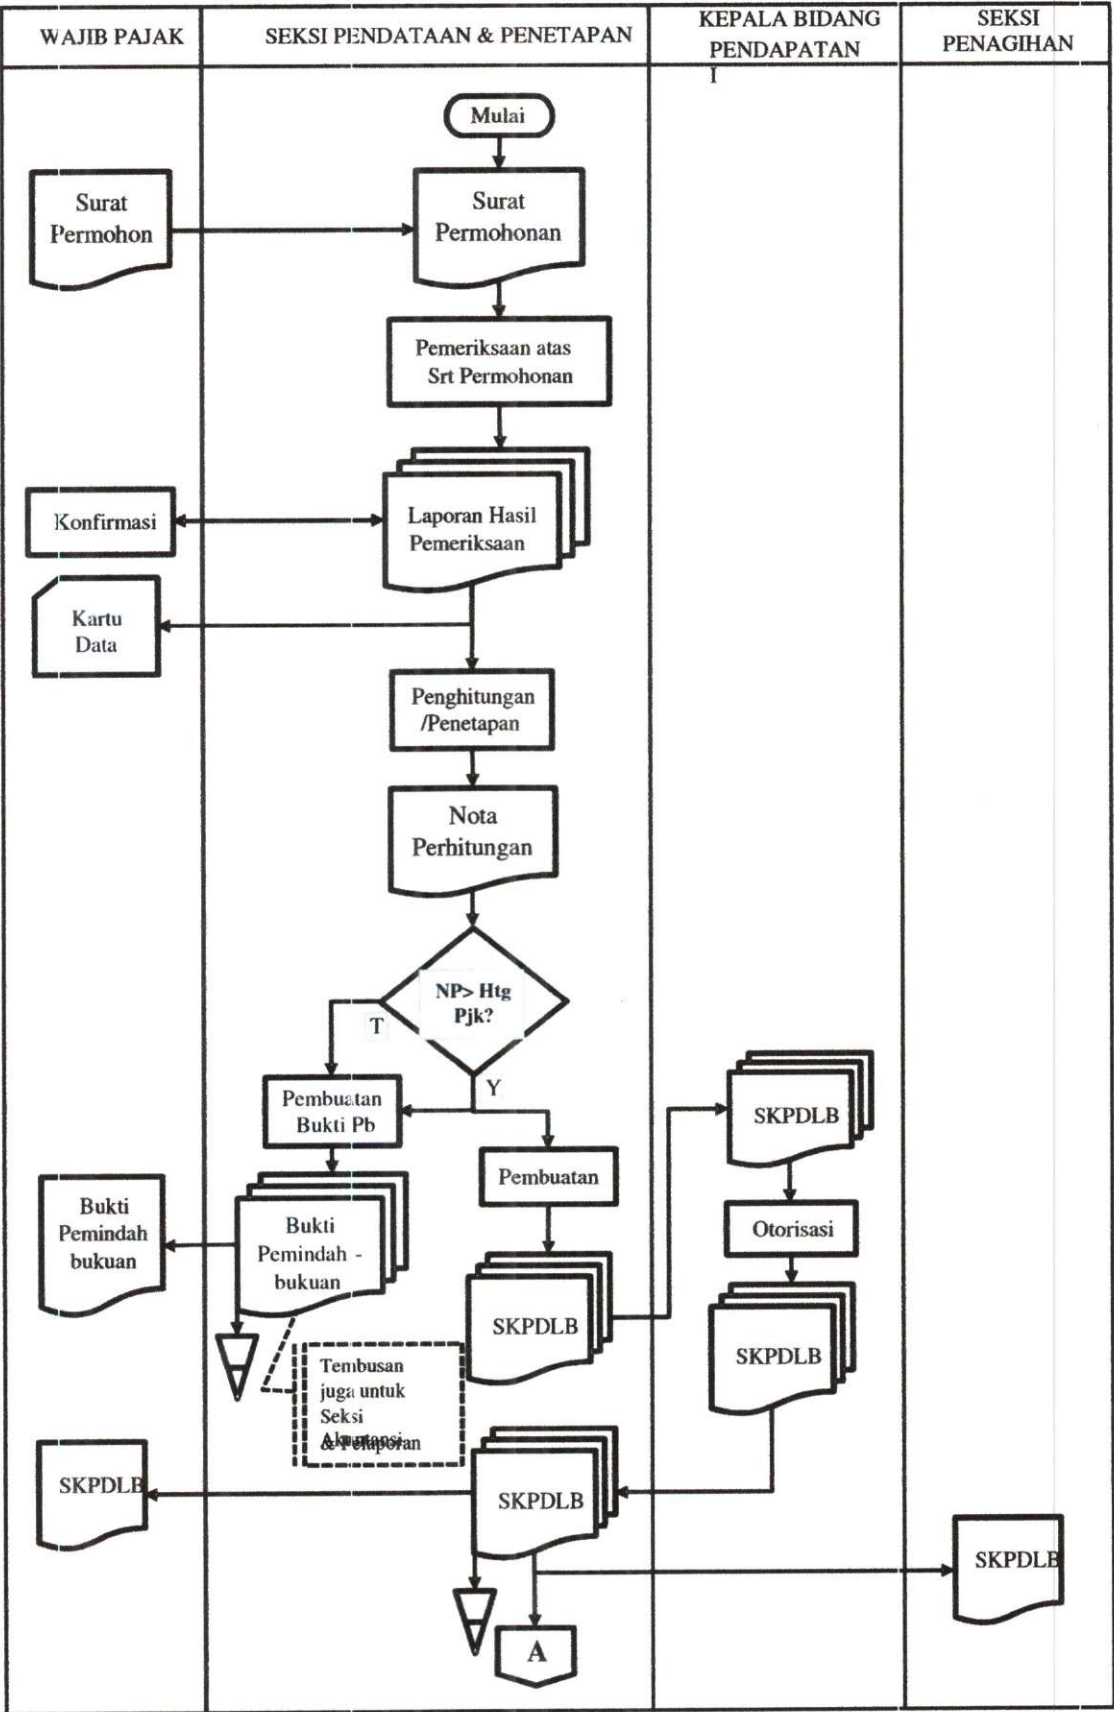 WAJIB PAJAK
SEKSI PENDATAAN & PENETAPAN
KEPALA BIDANG
PENDAPATAN
I
SEKSI
PENAGIHAN
Mulai
Surat
Permohon
Surat
Permohonan
Pemeriksaan atas
Srt Permohonan
Konfirmasi
Laporan Hasil
Pemeriksaan
Kartu
Data
Penghitungan
/Penetapan
Nota
Perhitungan
NP> Htg
Pjk?
T
Y
Pembuatan
Bukti Pb
Pembuatan
SKPDLB
Otorisasi
Bukti
Pemindah
bukuan
Bukti
Pemindah -
bukuan
SKPDLB
SKPDLB
Tembusan
juga untuk
Seksi
Akuntansi
& Pelaporan
SKPDLB
SKPDLB
SKPDLB
A